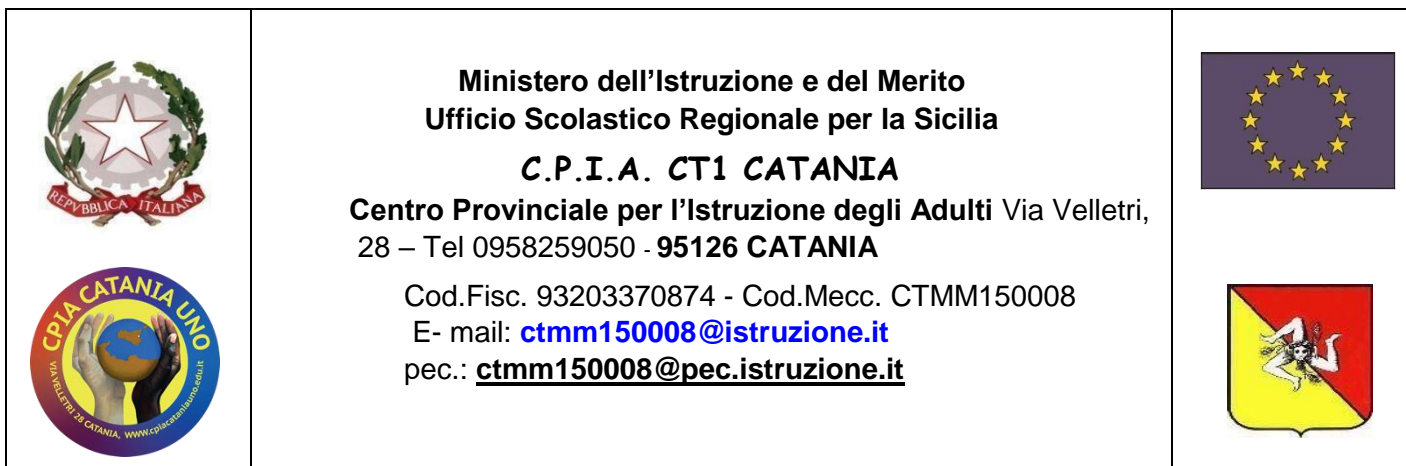 REPVBBLICA ITALIANA
CPIA CATANIA UNO
VIA VELLETRI 28 CATANIA, www.cpiacataniauno.edu.it
Ministero dell’Istruzione e del Merito
Ufficio Scolastico Regionale per la Sicilia
C.P.I.A. CT1 CATANIA
Centro Provinciale per l’Istruzione degli Adulti Via Velletri,
28 – Tel 0958259050 - 95126 CATANIA
Cod.Fisc. 93203370874 - Cod.Mecc. CTMM150008
E- mail: ctmm150008@istruzione.it
pec.: ctmm150008@pec.istruzione.it